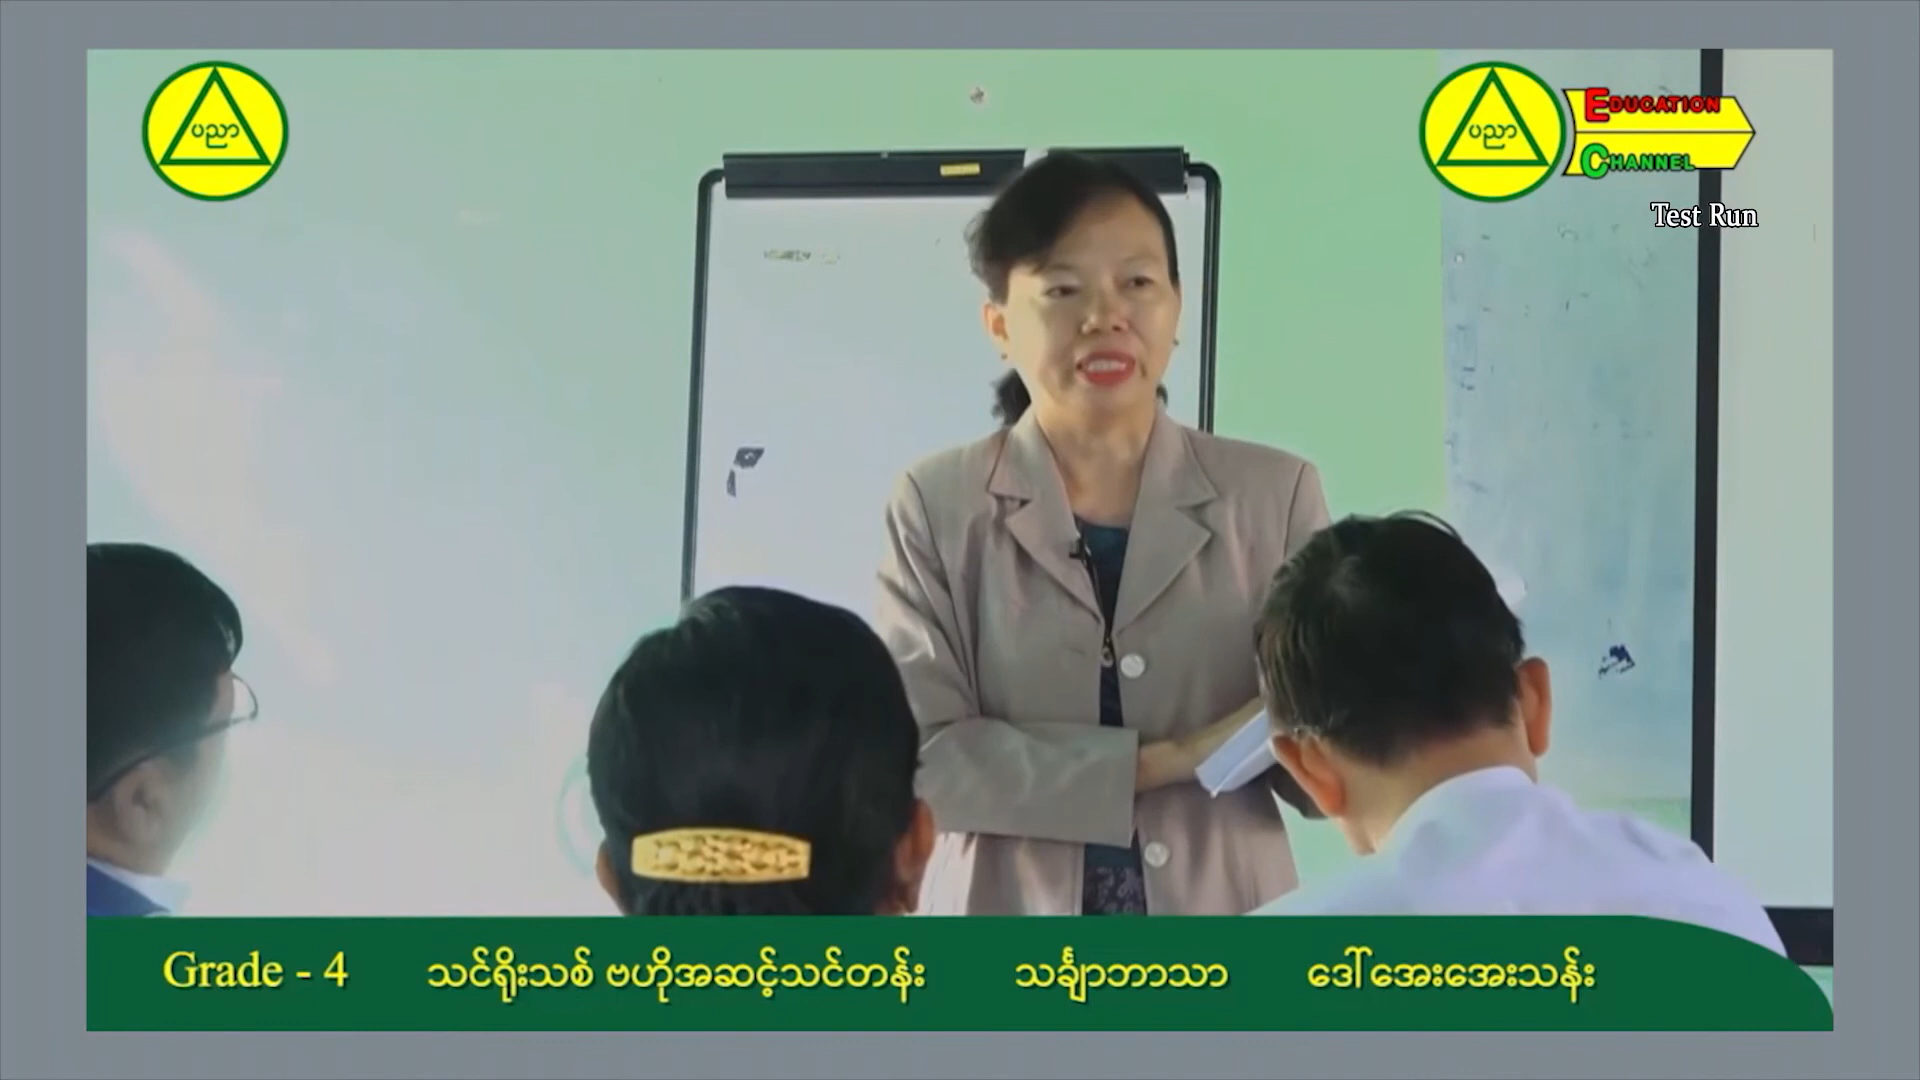 ပညာ
ပညာ
EDUCATION
CHANNEL
Test Run
Grade - 4 သင်ရိုးသစ် ဗဟိုအဆင့်သင်တန်း သင်္ချာဘာသာ ဒေါ်အေးအေးသန်း